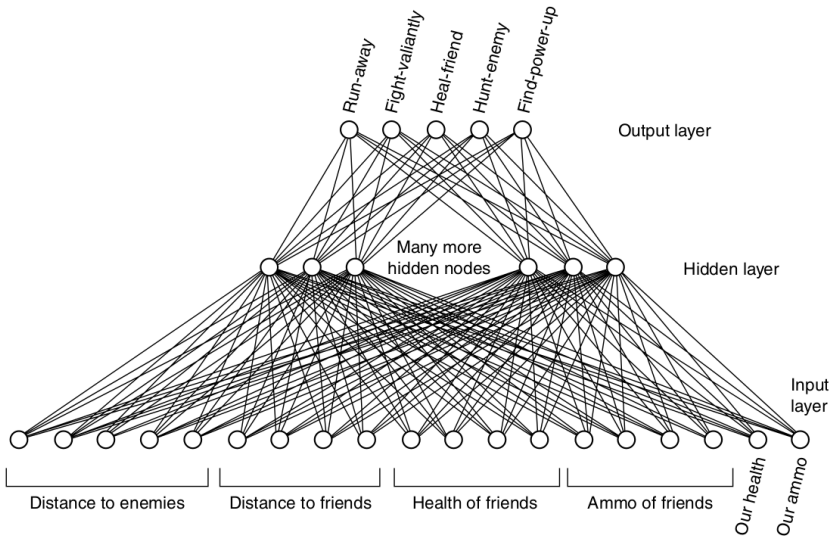 Run-away
Fight-valiantly
Heal-friend
Hunt-enemy
Find-power-up
Output layer
Many more
hidden nodes
Hidden layer
Input
layer
Distance to enemies
Distance to friends
Health of friends
Ammo of friends
Our health
Our ammo